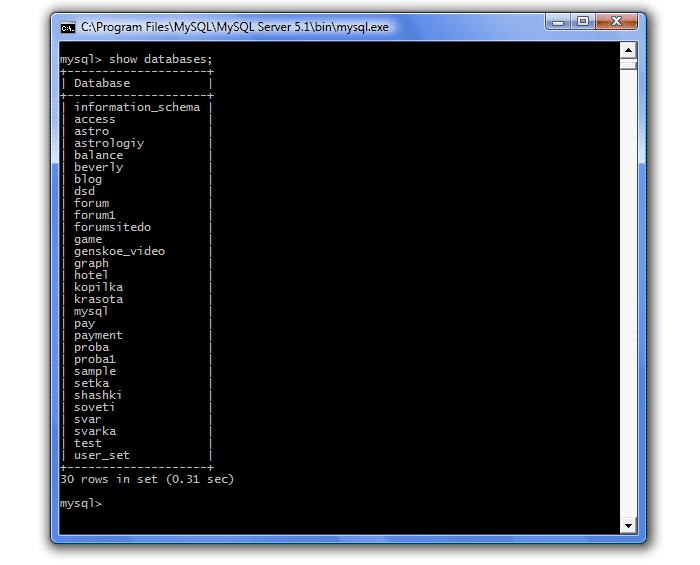 C:\Program Files\MySQL\MySQL Server 5.1\bin\mysql.exe
mysql> show databases;
+--------------------+
| Database           |
+--------------------+
| information_schema |
| access             |
| astro              |
| astrologiy         |
| balance            |
| beverly            |
| blog               |
| dsd                |
| forum              |
| forum1             |
| forumsitedo        |
| game               |
| genskoe_video      |
| graph              |
| hotel              |
| kopilka            |
| krasota            |
| mysql              |
| pay                |
| payment            |
| proba              |
| proba1             |
| sample             |
| setka              |
| shashki            |
| soveti             |
| svar               |
| svarka             |
| test               |
| user_set           |
+--------------------+
30 rows in set (0.31 sec)
mysql>